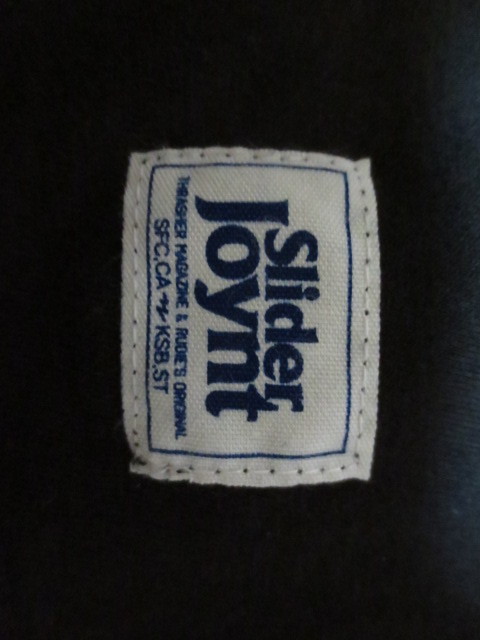 Slider
Joynt
THRASHER MAGAZINE & RUDIE'S ORIGINAL
SFC,CA KSB,ST